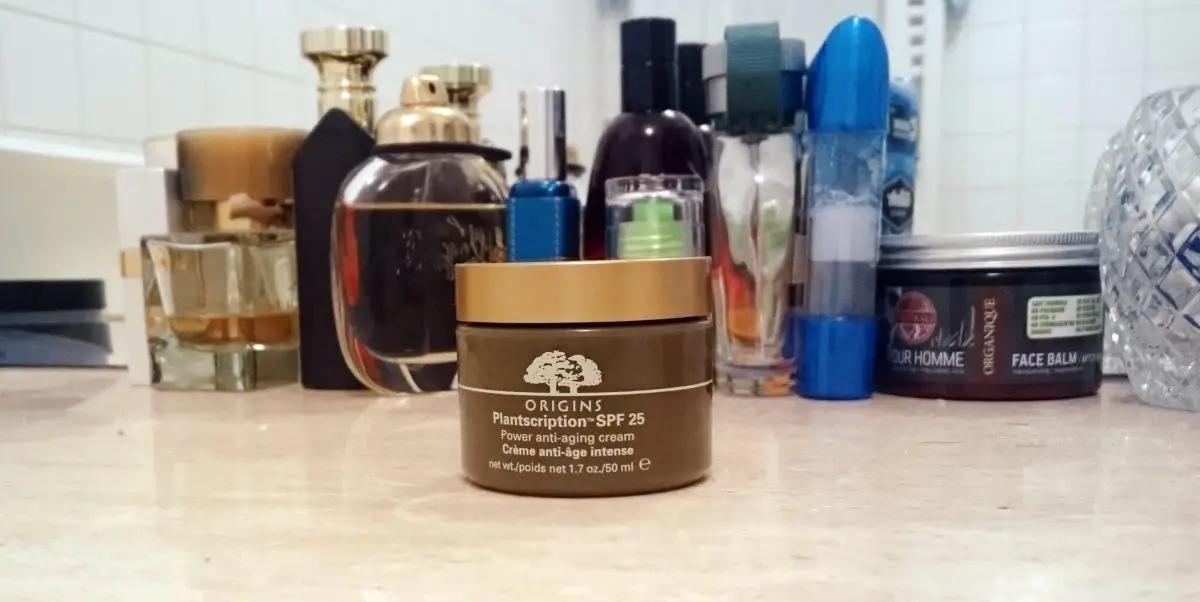 ORIGINS
Plantscription™ SPF 25
Power anti-aging cream
Crème anti-âge intense
net wt./poids net 1.7 oz./50 ml ℮
OUR HOMME
ORGANIQUE
FACE BALM